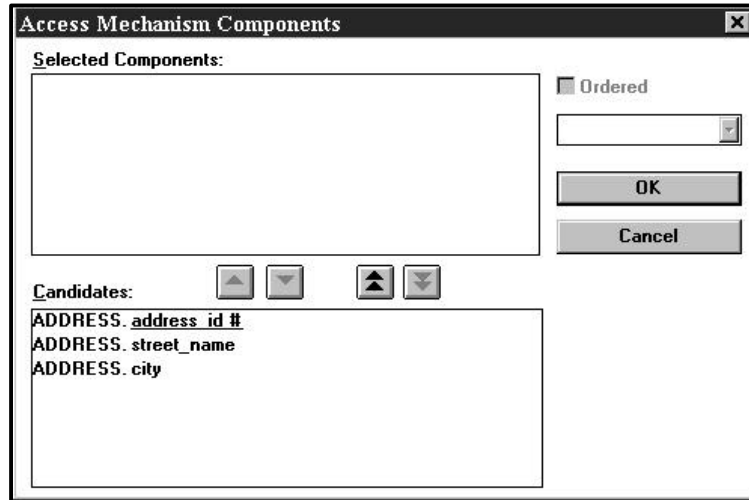 Access Mechanism Components
Selected Components:
Ordered
OK
Cancel
Candidates:
ADDRESS. address_id #
ADDRESS. street_name
ADDRESS. city